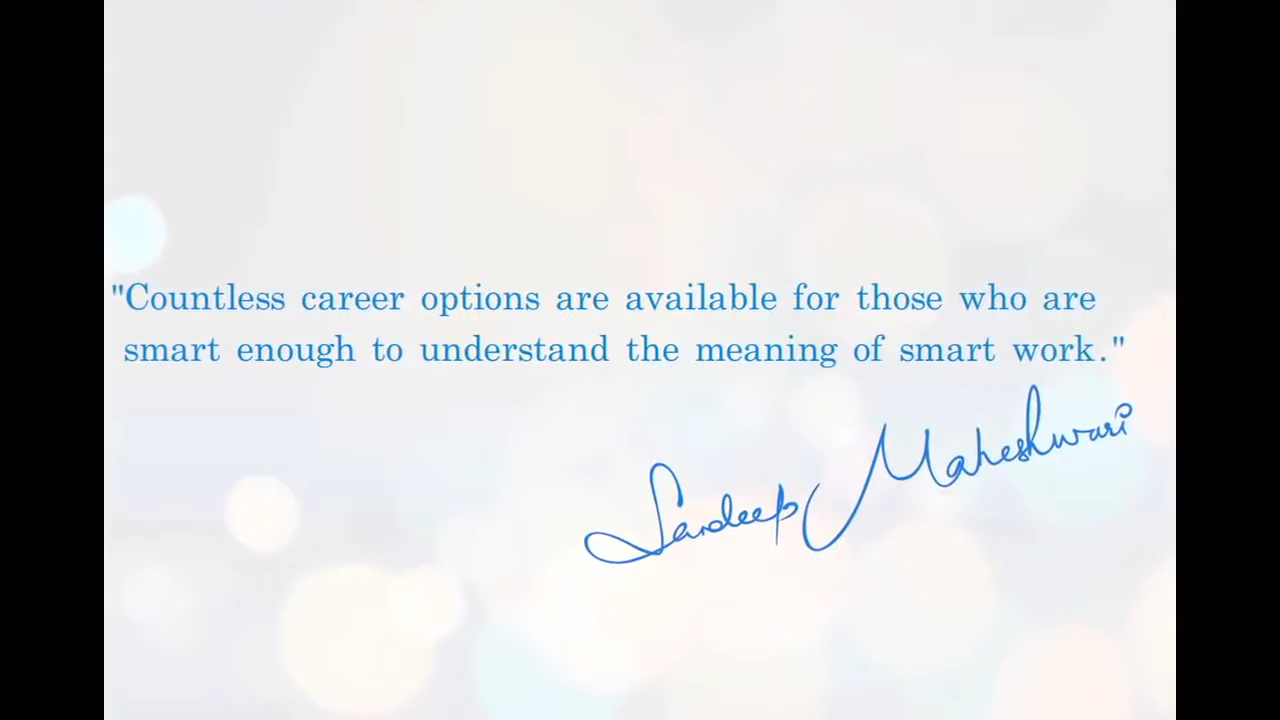 "Countless career options are available for those who are
smart enough to understand the meaning of smart work."
Sandeep Maheshwari